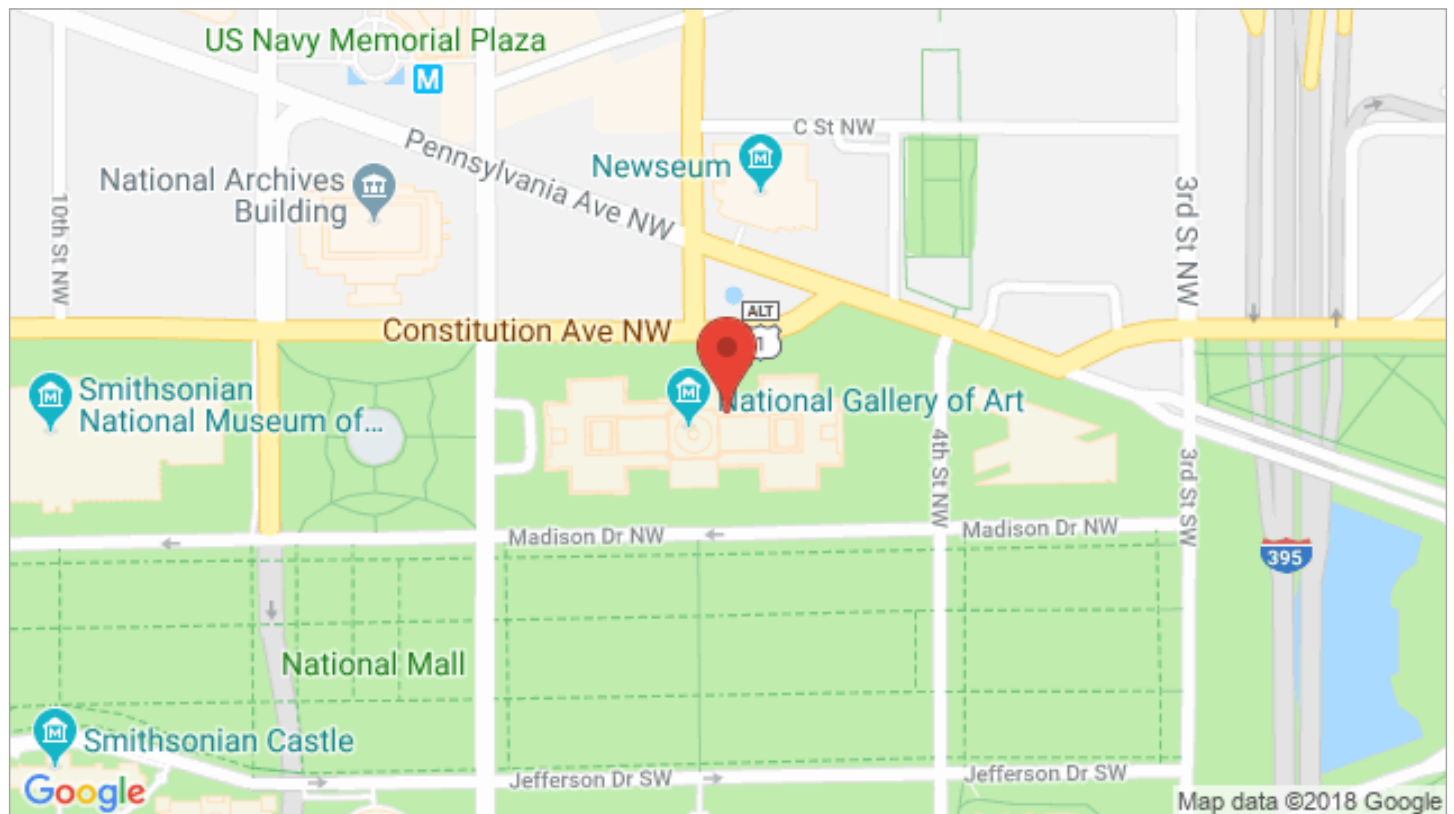 US Navy Memorial Plaza
M
C St NW
Pennsylvania Ave NW
Newseum
M
National Archives
Building
10th St NW
3rd St NW
ALT
1
Constitution Ave NW
Smithsonian
National Museum of...
M
M
National Gallery of Art
4th St NW
3rd St SW
Madison Dr NW
Madison Dr NW
395
National Mall
M
Smithsonian Castle
Jefferson Dr SW
Jefferson Dr SW
Google
Map data ©2018 Google